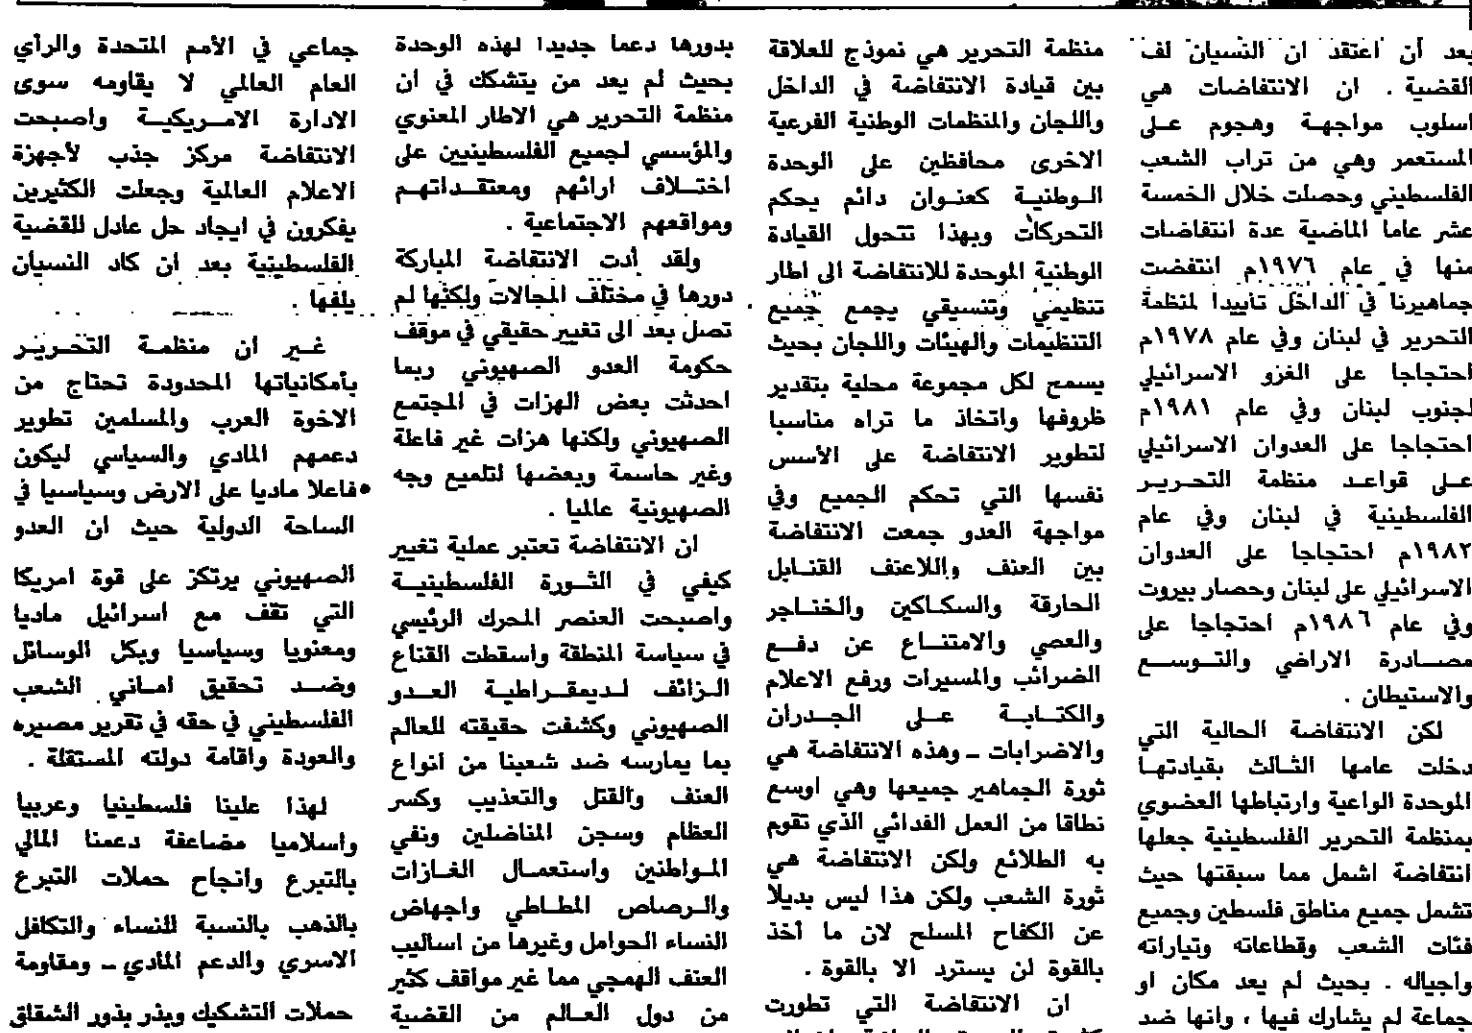 بعد أن اعتقد ان النسيان لف
القضية . ان الانتفاضات هي
اسلوب مواجهة وهجوم على
المستعمر وهي من تراب الشعب
الفلسطيني وحصلت خلال الخمسة
عشر عاما الماضية عدة انتفاضات
منها في عام ١٩٧٦م انتفضت
جماهيرنا في الداخل تأييدا لمنظمة
التحرير في لبنان وفي عام ١٩٧٨م
احتجاجا على الغزو الاسرائيلي
لجنوب لبنان وفي عام ١٩٨١م
احتجاجا على العدوان الاسرائيلي
على قواعد منظمة التحرير
الفلسطينية في لبنان وفي عام
١٩٨٢م احتجاجا على العدوان
الاسرائيلي على لبنان وحصار بيروت
وفي عام ١٩٨٦م احتجاجا على
مصادرة الاراضي والتوسع
والاستيطان .
لكن الانتفاضة الحالية التي
دخلت عامها الثالث بقيادتها
الموحدة الواعية وارتباطها العضوي
بمنظمة التحرير الفلسطينية جعلها
انتفاضة اشمل مما سبقتها حيث
تشمل جميع مناطق فلسطين وجميع
فئات الشعب وقطاعاته وتياراته
واجياله . بحيث لم يعد مكان او
جماعة لم يشارك فيها ، وانها ضد
منظمة التحرير هي نموذج للعلاقة
بين قيادة الانتفاضة في الداخل
واللجان والمنظمات الوطنية الفرعية
الاخرى محافظين على الوحدة
الوطنية كعنوان دائم يحكم
التحركات وبهذا تتحول القيادة
الوطنية الموحدة للانتفاضة الى اطار
تنظيمي وتنسيقي يجمع جميع
التنظيمات والهيئات واللجان بحيث
يسمح لكل مجموعة محلية بتقدير
ظروفها واتخاذ ما تراه مناسبا
لتطوير الانتفاضة على الأسس
نفسها التي تحكم الجميع وفي
مواجهة العدو جمعت الانتفاضة
بين العنف واللاعنف القنابل
الحارقة والسكاكين والخناجر
والعصي والامتناع عن دفع
الضرائب والمسيرات ورفع الاعلام
والكتابة على الجدران
والاضرابات ـ وهذه الانتفاضة هي
ثورة الجماهير جميعها وهي اوسع
نطاقا من العمل الفدائي الذي تقوم
به الطلائع ولكن الانتفاضة هي
ثورة الشعب ولكن هذا ليس بديلا
عن الكفاح المسلح لان ما أخذ
بالقوة لن يسترد الا بالقوة .
ان الانتفاضة التي تطورت
بدورها دعما جديدا لهذه الوحدة
بحيث لم يعد من يتشكك في ان
منظمة التحرير هي الاطار المعنوي
والمؤسسي لجميع الفلسطينيين على
اختلاف ارائهم ومعتقداتهم
ومواقعهم الاجتماعية .
ولقد أدت الانتفاضة المباركة
دورها في مختلف المجالات ولكنها لم
تصل بعد الى تغيير حقيقي في موقف
حكومة العدو الصهيوني ربما
احدثت بعض الهزات في المجتمع
الصهيوني ولكنها هزات غير فاعلة
وغير حاسمة وبعضها لتلميع وجه
الصهيونية عالميا .
ان الانتفاضة تعتبر عملية تغيير
كيفي في الثورة الفلسطينية
واصبحت العنصر المحرك الرئيسي
في سياسة المنطقة واسقطت القناع
الزائف لديمقراطية العدو
الصهيوني وكشفت حقيقته للعالم
بما يمارسه ضد شعبنا من انواع
العنف والقتل والتعذيب وكسر
العظام وسجن المناضلين ونفي
المواطنين واستعمال الغازات
والرصاص المطاطي واجهاض
النساء الحوامل وغيرها من اساليب
العنف الهمجي مما غير مواقف كثير
من دول العالم من القضية
جماعي في الأمم المتحدة والرأي
العام العالمي لا يقاومه سوى
الادارة الامريكية واصبحت
الانتفاضة مركز جذب لأجهزة
الاعلام العالمية وجعلت الكثيرين
يفكرون في ايجاد حل عادل للقضية
الفلسطينية بعد ان كاد النسيان
يلفها .
غير ان منظمة التحرير
بأمكانياتها المحدودة تحتاج من
الاخوة العرب والمسلمين تطوير
دعمهم المادي والسياسي ليكون
فاعلا ماديا على الارض وسياسيا في
الساحة الدولية حيث ان العدو
الصهيوني يرتكز على قوة امريكا
التي تقف مع اسرائيل ماديا
ومعنويا وسياسيا وبكل الوسائل
وضد تحقيق اماني الشعب
الفلسطيني في حقه في تقرير مصيره
والعودة واقامة دولته المستقلة .
لهذا علينا فلسطينيا وعربيا
واسلاميا مضاعفة دعمنا المالي
بالتبرع وانجاح حملات التبرع
بالذهب بالنسبة للنساء والتكافل
الاسري والدعم المادي ـ ومقاومة
حملات التشكيك وبذر بذور الشقاق